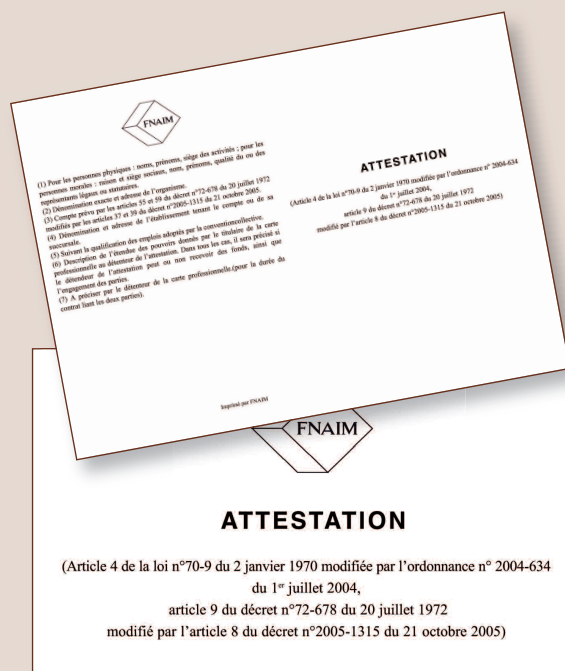 FNAIM
(1) Pour les personnes physiques : noms, prénoms, siège des activités ; pour les
personnes morales : raison et siège sociaux, nom, prénoms, qualité du ou des
représentants légaux ou statutaires.
(2) Dénomination exacte et adresse de l'organisme.
(3) Compte prévu par les articles 55 et 59 du décret n°72-678 du 20 juillet 1972
modifiés par les articles 37 et 39 du décret n°2005-1315 du 21 octobre 2005.
(4) Dénomination et adresse de l'établissement tenant le compte ou de sa
succursale.
(5) Suivant la qualification des emplois adoptés par la conventioncollective.
(6) Description de l'étendue des pouvoirs donnés par le titulaire de la carte
professionnelle au détenteur de l'attestation. Dans tous les cas, il sera précisé si
le détendeur de l'attestation peut ou non recevoir des fonds, ainsi que
l'engagement des parties.
(7) A préciser par le détenteur de la carte professionnelle.(pour la durée du
contrat liant les deux parties).
Imprimé par FNAIM
ATTESTATION
(Article 4 de la loi n°70-9 du 2 janvier 1970 modifiée par l'ordonnance n° 2004-634
du 1er juillet 2004,
article 9 du décret n°72-678 du 20 juillet 1972
modifié par l'article 8 du décret n°2005-1315 du 21 octobre 2005)
FNAIM
ATTESTATION
(Article 4 de la loi n°70-9 du 2 janvier 1970 modifiée par l'ordonnance n° 2004-634
du 1er juillet 2004,
article 9 du décret n°72-678 du 20 juillet 1972
modifié par l'article 8 du décret n°2005-1315 du 21 octobre 2005)